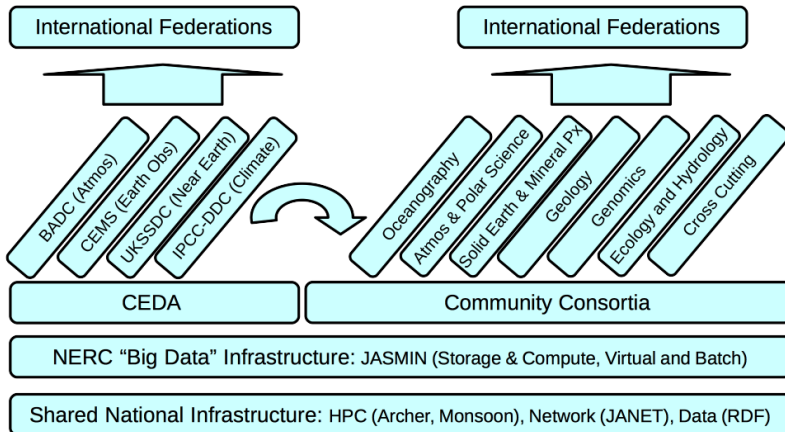 International Federations
International Federations
BADC (Atmos)
CEMS (Earth Obs)
UKSSDC (Near Earth)
IPCC-DDC (Climate)
Oceanography
Atmos & Polar Science
Solid Earth & Mineral Px
Geology
Genomics
Ecology and Hydrology
Cross Cutting
CEDA
Community Consortia
NERC “Big Data” Infrastructure: JASMIN (Storage & Compute, Virtual and Batch)
Shared National Infrastructure: HPC (Archer, Monsoon), Network (JANET), Data (RDF)